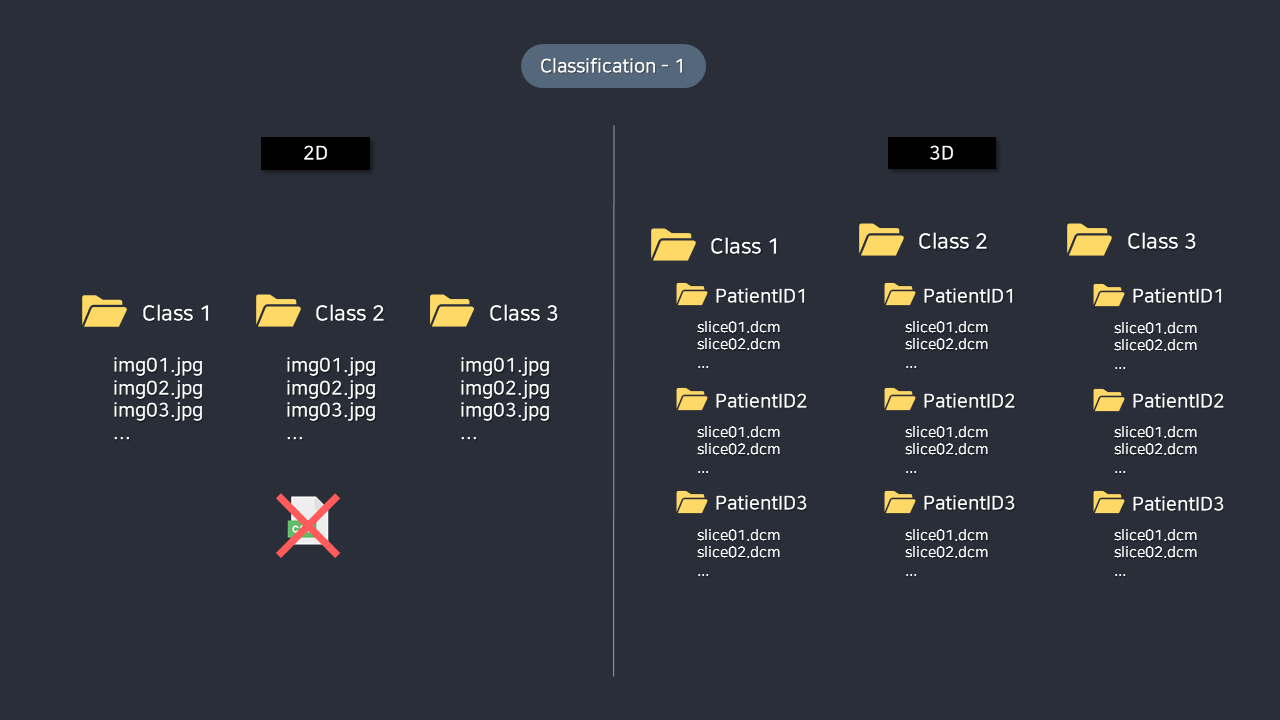 Classification - 1
2D
Class 1
img01.jpg
img02.jpg
img03.jpg
...
Class 2
img01.jpg
img02.jpg
img03.jpg
...
Class 3
img01.jpg
img02.jpg
img03.jpg
...
3D
Class 1
PatientID1
slice01.dcm
slice02.dcm
...
PatientID2
slice01.dcm
slice02.dcm
...
PatientID3
slice01.dcm
slice02.dcm
...
Class 2
PatientID1
slice01.dcm
slice02.dcm
...
PatientID2
slice01.dcm
slice02.dcm
...
PatientID3
slice01.dcm
slice02.dcm
...
Class 3
PatientID1
slice01.dcm
slice02.dcm
...
PatientID2
slice01.dcm
slice02.dcm
...
PatientID3
slice01.dcm
slice02.dcm
...